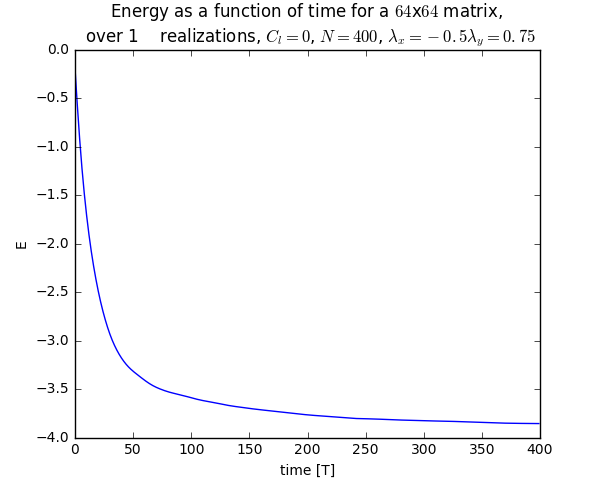 Energy as a function of time for a 64x64 matrix,
over 1 realizations, C_l = 0, N = 400, λ_x = −0.5λ_y = 0.75
0.0
−0.5
−1.0
−1.5
−2.0
−2.5
−3.0
−3.5
−4.0
E
0 50 100 150 200 250 300 350 400
time [T]